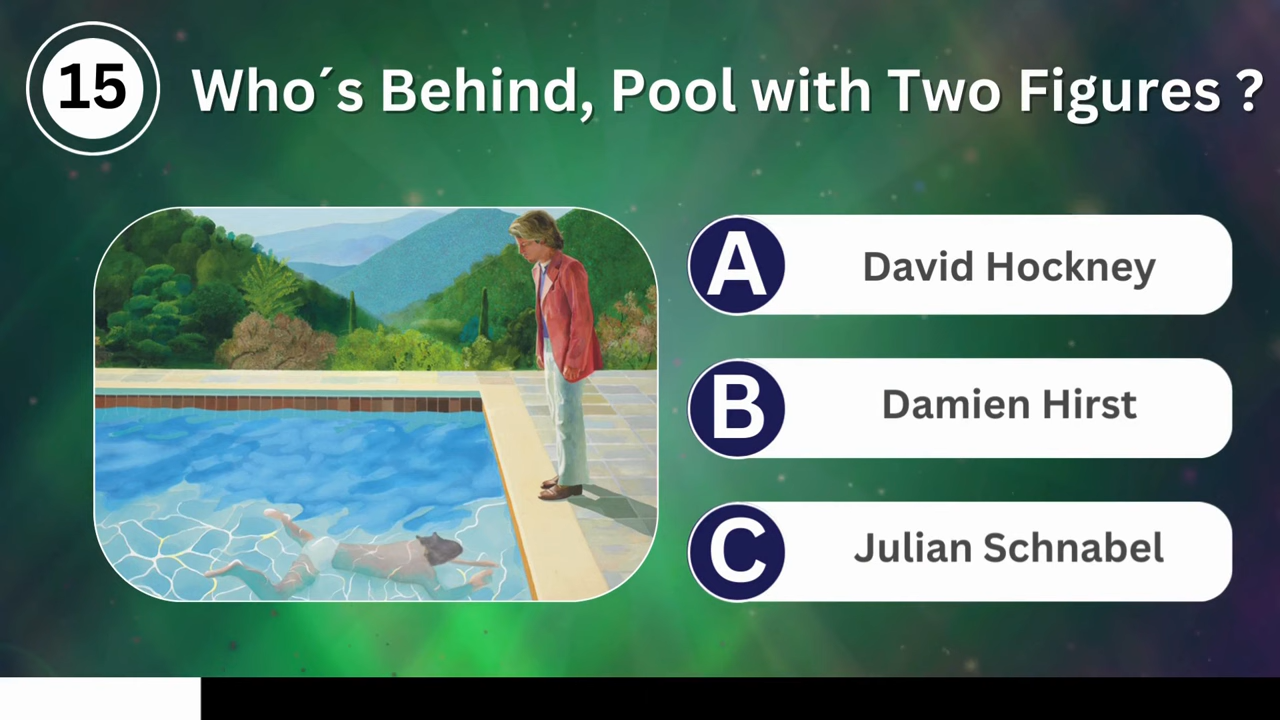 15
Who´s Behind, Pool with Two Figures ?
A David Hockney
B Damien Hirst
C Julian Schnabel